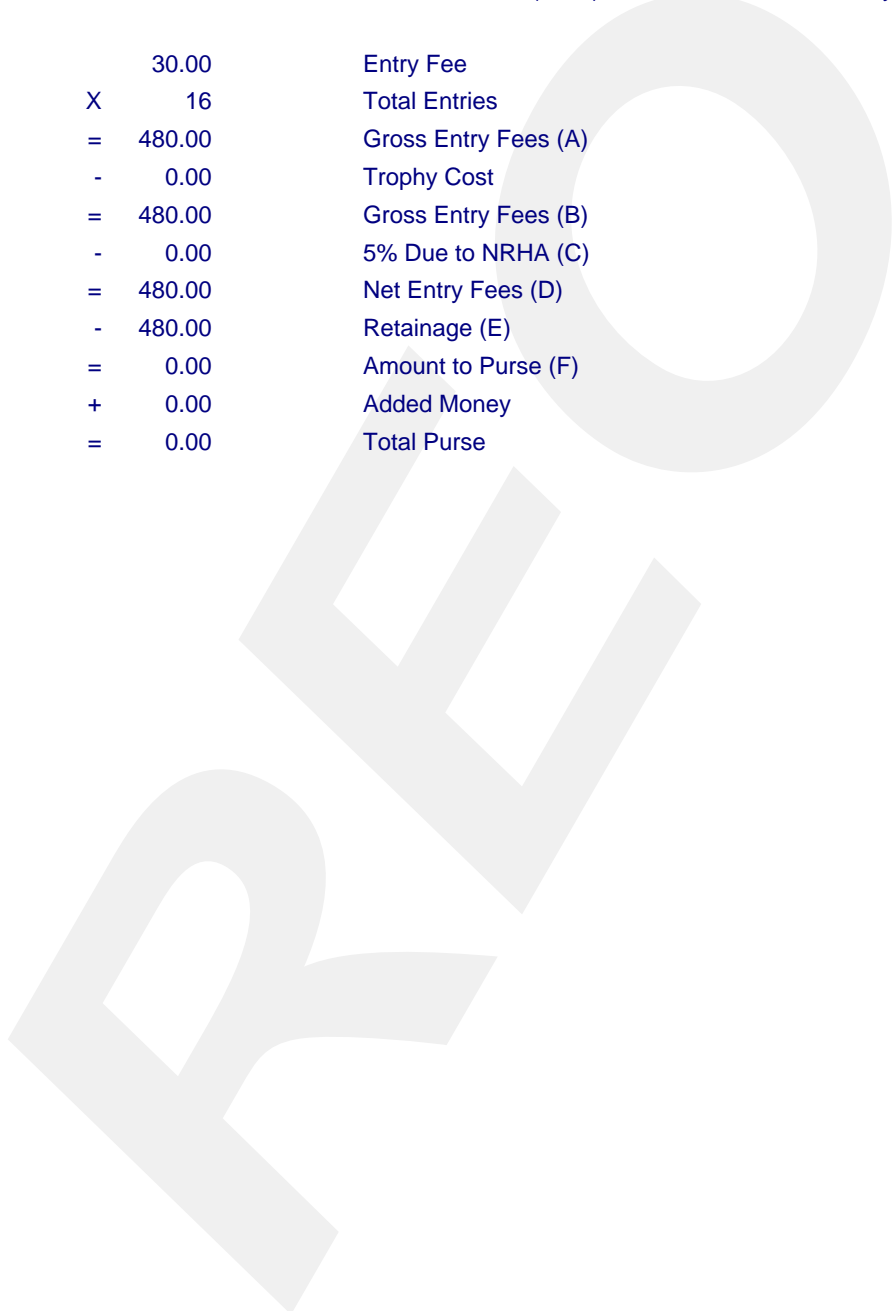 30.00 Entry Fee
X 16 Total Entries
= 480.00 Gross Entry Fees (A)
- 0.00 Trophy Cost
= 480.00 Gross Entry Fees (B)
- 0.00 5% Due to NRHA (C)
= 480.00 Net Entry Fees (D)
- 480.00 Retainage (E)
= 0.00 Amount to Purse (F)
+ 0.00 Added Money
= 0.00 Total Purse
REO